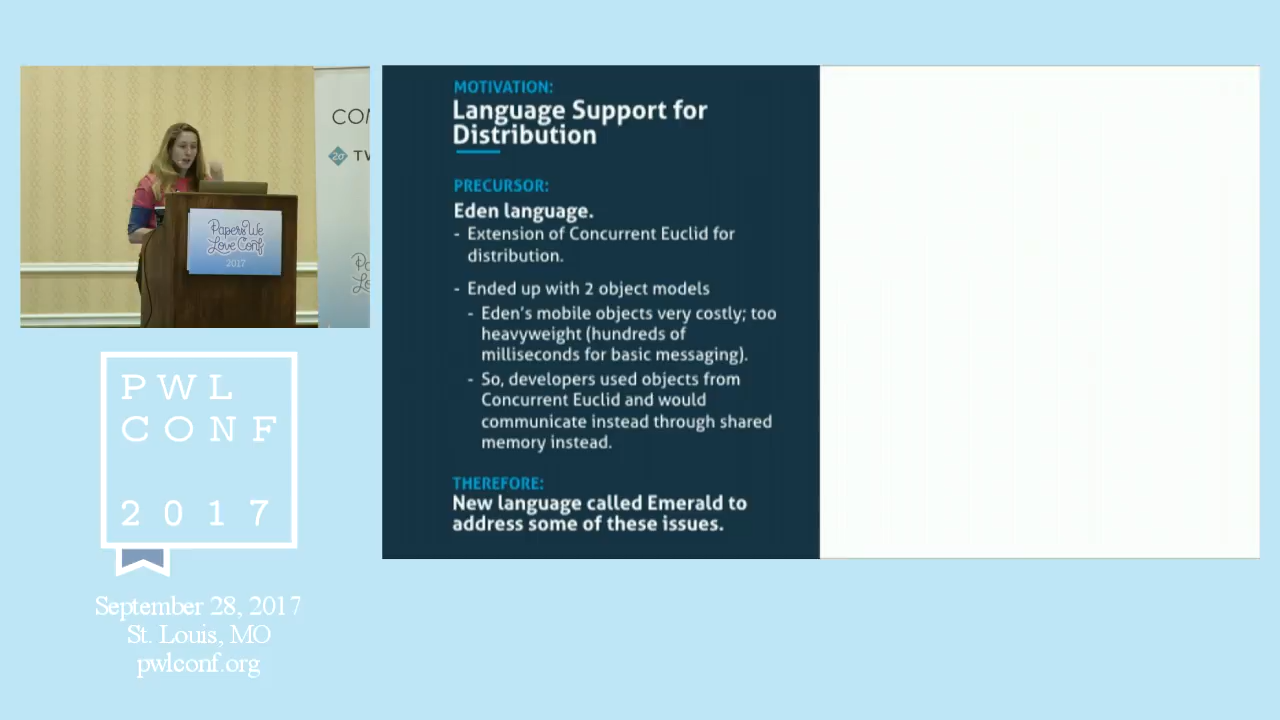 COM
TW
Papers We
Love Conf
2017
PWL
CONF
2017
September 28, 2017
St. Louis, MO
pwlconf.org
MOTIVATION:
Language Support for
Distribution
PRECURSOR:
Eden language.
- Extension of Concurrent Euclid for
distribution.
- Ended up with 2 object models
- Eden's mobile objects very costly; too
heavyweight (hundreds of
milliseconds for basic messaging).
- So, developers used objects from
Concurrent Euclid and would
communicate instead through shared
memory instead.
THEREFORE:
New language called Emerald to
address some of these issues.